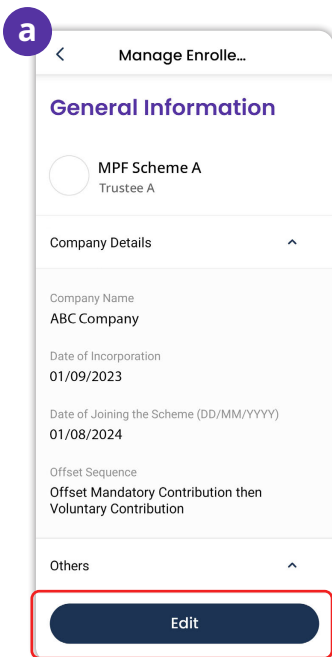 a
Manage Enrolle...
General Information
MPF Scheme A
Trustee A
Company Details
Company Name
ABC Company
Date of Incorporation
01/09/2023
Date of Joining the Scheme (DD/MM/YYYY)
01/08/2024
Offset Sequence
Offset Mandatory Contribution then
Voluntary Contribution
Others
Edit